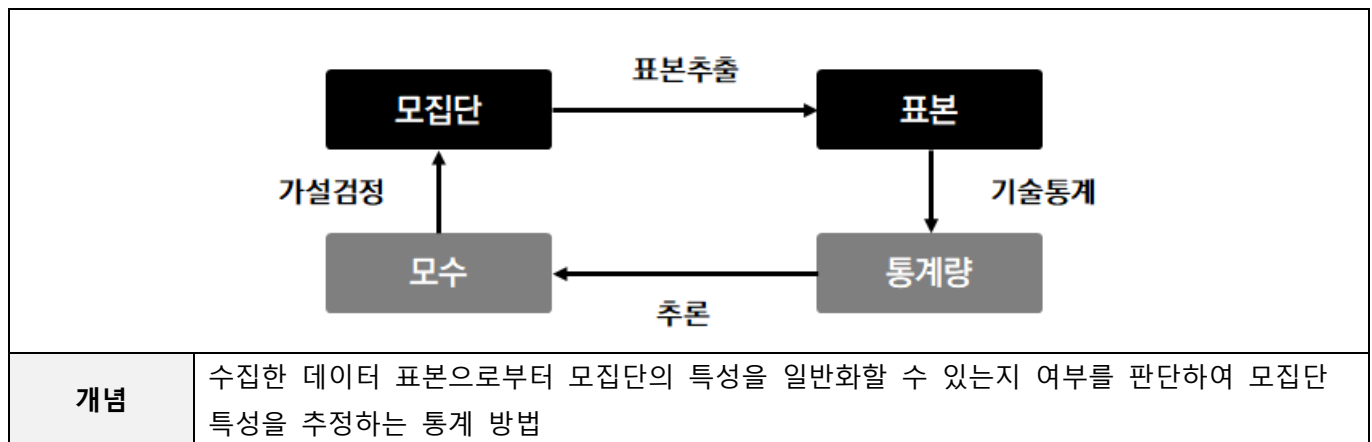 표본추출
모집단
표본
가설검정
기술통계
모수
통계량
추론
개념
수집한 데이터 표본으로부터 모집단의 특성을 일반화할 수 있는지 여부를 판단하여 모집단
특성을 추정하는 통계 방법